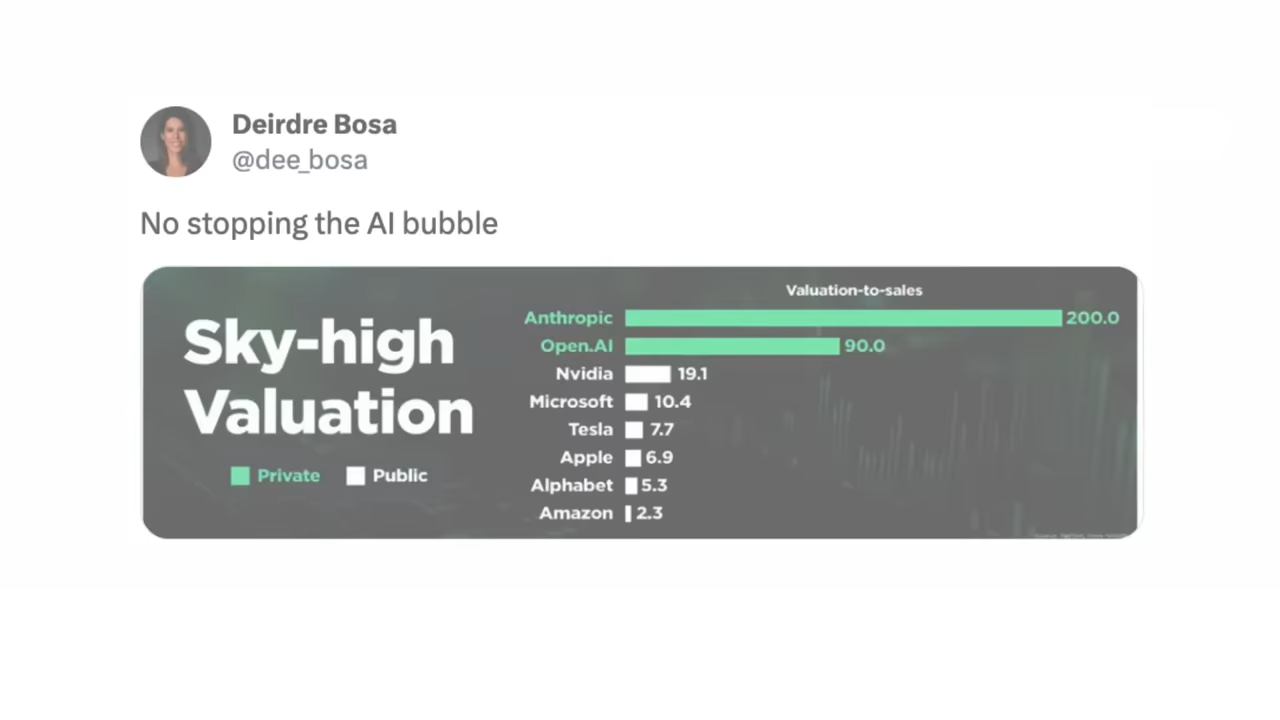 Deirdre Bosa
@dee_bosa
No stopping the AI bubble
Sky-high
Valuation
Private
Public
Valuation-to-sales
Anthropic 200.0
Open.AI 90.0
Nvidia 19.1
Microsoft 10.4
Tesla 7.7
Apple 6.9
Alphabet 5.3
Amazon 2.3